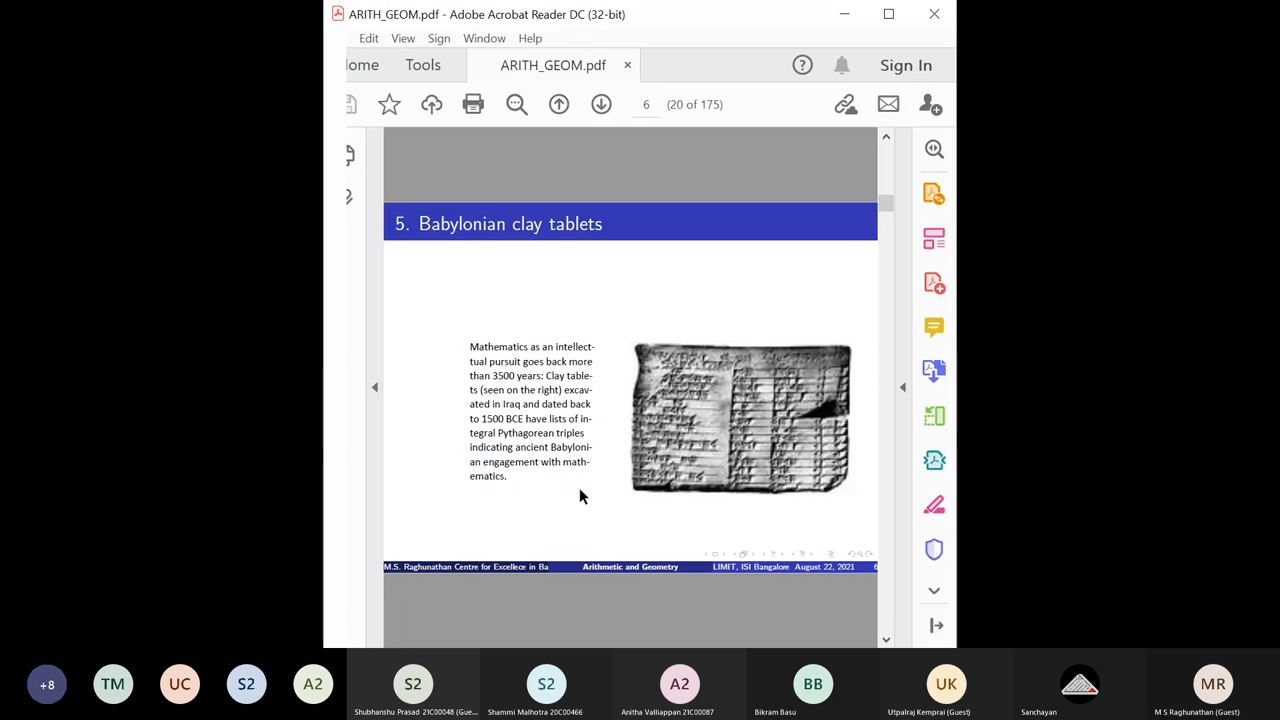 ARITH_GEOM.pdf - Adobe Acrobat Reader DC (32-bit)
Edit View Sign Window Help
ome Tools ARITH_GEOM.pdf × Sign In
6 (20 of 175)
5. Babylonian clay tablets
Mathematics as an intellect-
tual pursuit goes back more
than 3500 years: Clay table-
ts (seen on the right) excav-
ated in Iraq and dated back
to 1500 BCE have lists of in-
tegral Pythagorean triples
indicating ancient Babyloni-
an engagement with math-
ematics.
M.S. Raghunathan Centre for Excellece in Ba Arithmetic and Geometry LIMIT, ISI Bangalore August 22, 2021 6
+8 TM UC S2 A2 S2 S2 A2 BB UK MR
Shubhanshu Prasad 21C00048 (Gue... Shammi Malhotra 20C00466 Anitha Valliappan 21C00087 Bikram Basu Utpalraj Kemprai (Guest) Sanchayan M S Raghunathan (Guest)